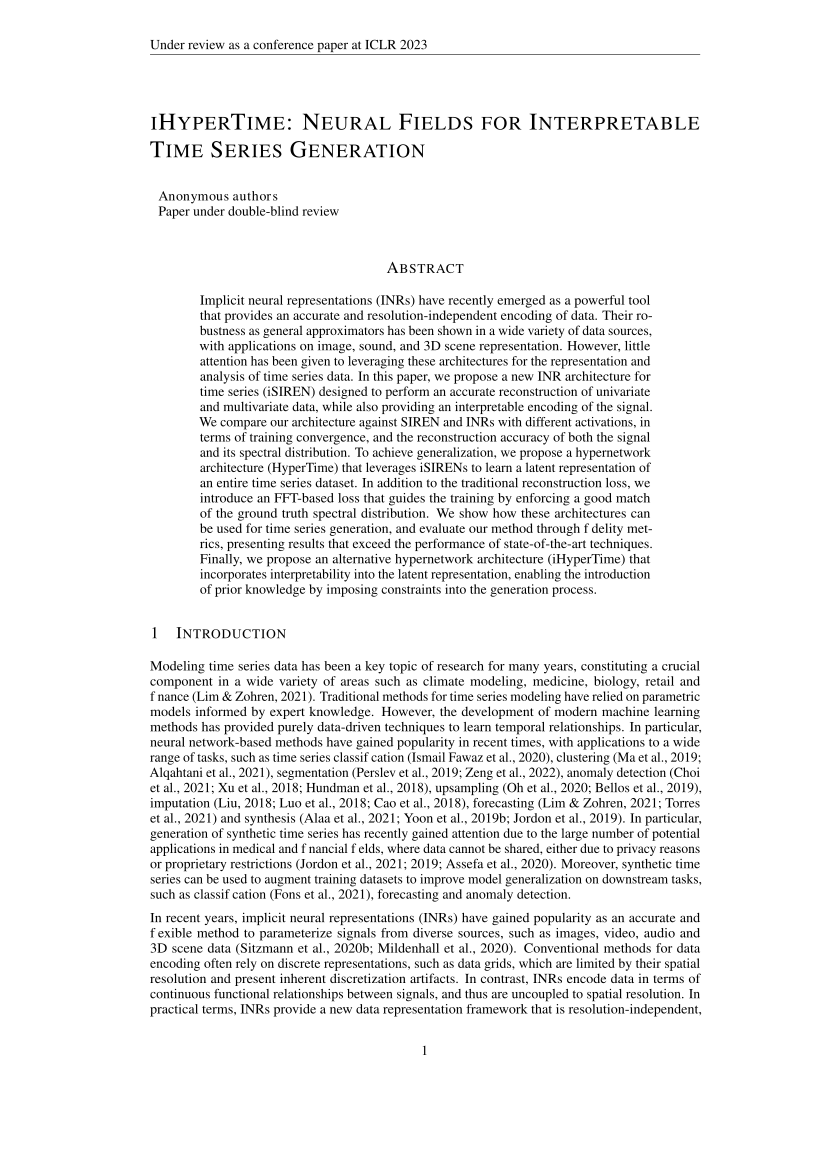 Under review as a conference paper at ICLR 2023
IHYPERTIME: NEURAL FIELDS FOR INTERPRETABLE
TIME SERIES GENERATION
Anonymous authors
Paper under double-blind review
ABSTRACT
Implicit neural representations (INRs) have recently emerged as a powerful tool
that provides an accurate and resolution-independent encoding of data. Their ro-
bustness as general approximators has been shown in a wide variety of data sources,
with applications on image, sound, and 3D scene representation. However, little
attention has been given to leveraging these architectures for the representation and
analysis of time series data. In this paper, we propose a new INR architecture for
time series (iSIREN) designed to perform an accurate reconstruction of univariate
and multivariate data, while also providing an interpretable encoding of the signal.
We compare our architecture against SIREN and INRs with different activations, in
terms of training convergence, and the reconstruction accuracy of both the signal
and its spectral distribution. To achieve generalization, we propose a hypernetwork
architecture (HyperTime) that leverages iSIRENs to learn a latent representation of
an entire time series dataset. In addition to the traditional reconstruction loss, we
introduce an FFT-based loss that guides the training by enforcing a good match
of the ground truth spectral distribution. We show how these architectures can
be used for time series generation, and evaluate our method through f delity met-
rics, presenting results that exceed the performance of state-of-the-art techniques.
Finally, we propose an alternative hypernetwork architecture (iHyperTime) that
incorporates interpretability into the latent representation, enabling the introduction
of prior knowledge by imposing constraints into the generation process.
1 INTRODUCTION
Modeling time series data has been a key topic of research for many years, constituting a crucial
component in a wide variety of areas such as climate modeling, medicine, biology, retail and
f nance (Lim & Zohren, 2021). Traditional methods for time series modeling have relied on parametric
models informed by expert knowledge. However, the development of modern machine learning
methods has provided purely data-driven techniques to learn temporal relationships. In particular,
neural network-based methods have gained popularity in recent times, with applications to a wide
range of tasks, such as time series classif cation (Ismail Fawaz et al., 2020), clustering (Ma et al., 2019;
Alqahtani et al., 2021), segmentation (Perslev et al., 2019; Zeng et al., 2022), anomaly detection (Choi
et al., 2021; Xu et al., 2018; Hundman et al., 2018), upsampling (Oh et al., 2020; Bellos et al., 2019),
imputation (Liu, 2018; Luo et al., 2018; Cao et al., 2018), forecasting (Lim & Zohren, 2021; Torres
et al., 2021) and synthesis (Alaa et al., 2021; Yoon et al., 2019b; Jordon et al., 2019). In particular,
generation of synthetic time series has recently gained attention due to the large number of potential
applications in medical and f nancial f elds, where data cannot be shared, either due to privacy reasons
or proprietary restrictions (Jordon et al., 2021; 2019; Assefa et al., 2020). Moreover, synthetic time
series can be used to augment training datasets to improve model generalization on downstream tasks,
such as classif cation (Fons et al., 2021), forecasting and anomaly detection.
In recent years, implicit neural representations (INRs) have gained popularity as an accurate and
f exible method to parameterize signals from diverse sources, such as images, video, audio and
3D scene data (Sitzmann et al., 2020b; Mildenhall et al., 2020). Conventional methods for data
encoding often rely on discrete representations, such as data grids, which are limited by their spatial
resolution and present inherent discretization artifacts. In contrast, INRs encode data in terms of
continuous functional relationships between signals, and thus are uncoupled to spatial resolution. In
practical terms, INRs provide a new data representation framework that is resolution-independent,
1